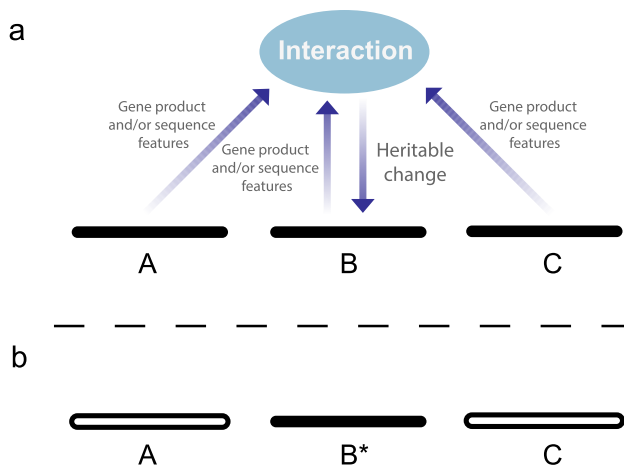 a
Interaction
Gene product
and/or sequence
features
Gene product
and/or sequence
features
Heritable
change
Gene product
and/or sequence
features
A
B
C
b
A
B*
C